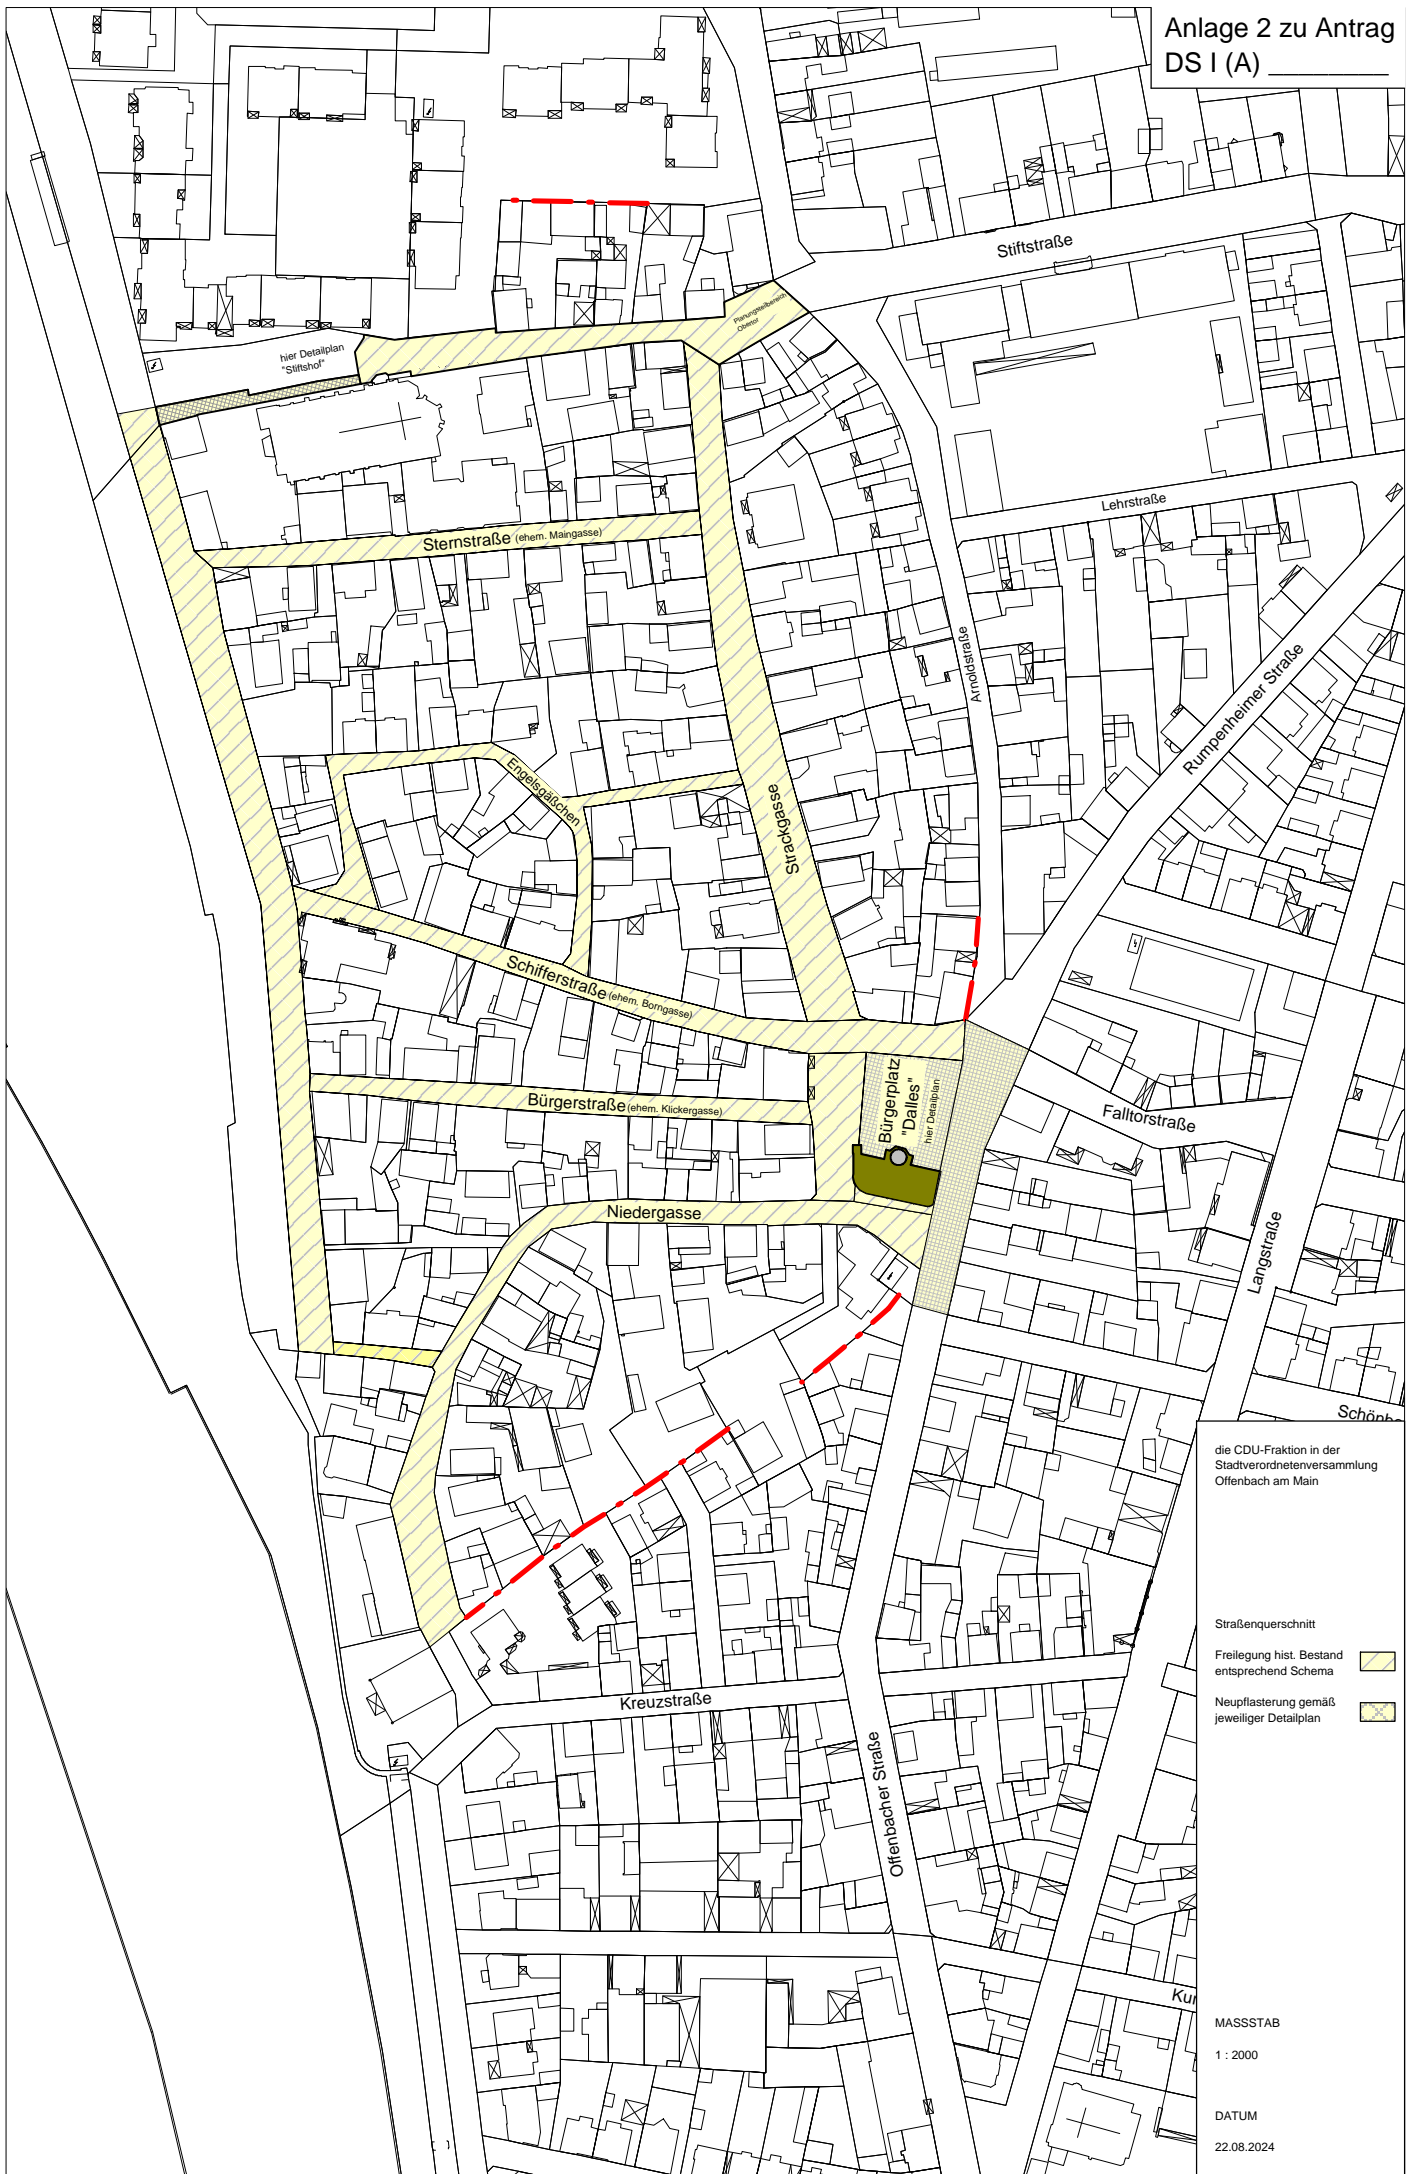 Anlage 2 zu Antrag
DS I (A) ________
Stiftstraße
Planungsteilbereich
Obertor
hier Detailplan
"Stiftshof"
Lehrstraße
Sternstraße (ehem. Maingasse)
Arnoldstraße
Rumpenheimer Straße
Engelsgäßchen
Strackgasse
Schifferstraße (ehem. Borngasse)
Bürgerplatz
"Dalles"
hier Detailplan
Bürgerstraße (ehem. Klickergasse)
Falltorstraße
Niedergasse
Langstraße
Schönbo
die CDU-Fraktion in der
Stadtverordnetenversammlung
Offenbach am Main
Straßenquerschnitt
Freilegung hist. Bestand
entsprechend Schema
Neupflasterung gemäß
jeweiliger Detailplan
Kreuzstraße
Offenbacher Straße
Kur
MASSSTAB
1 : 2000
DATUM
22.08.2024